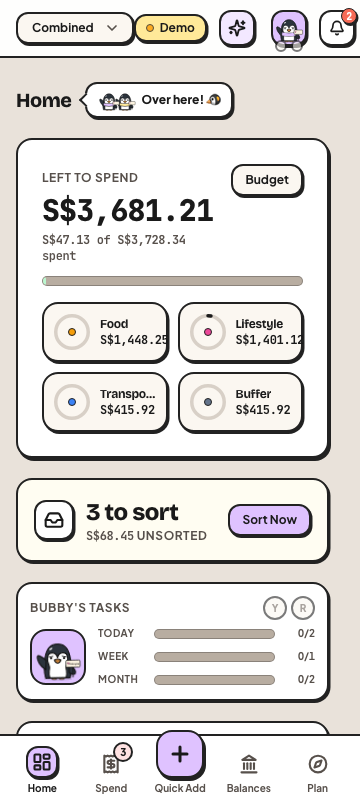 Combined
Demo
2
Home
Over here!
LEFT TO SPEND
Budget
S$3,681.21
S$47.13 of S$3,728.34
spent
Food
S$1,448.25
Lifestyle
S$1,401.12
Transpo...
S$415.92
Buffer
S$415.92
3 to sort
S$68.45 UNSORTED
Sort Now
BUBBY'S TASKS
Y R
TODAY 0/2
WEEK 0/1
MONTH 0/2
3
Home Spend Quick Add Balances Plan